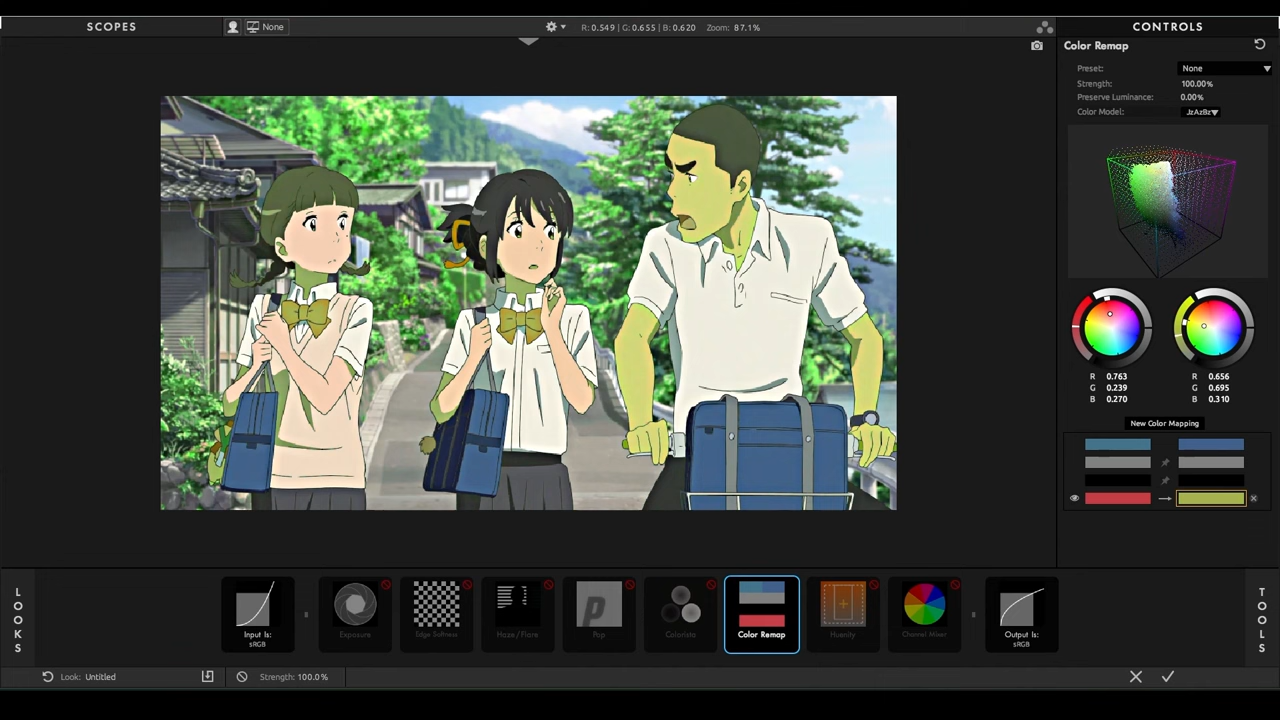 SCOPES
None
R: 0.549 | G: 0.655 | B: 0.620 Zoom: 87.1%
CONTROLS
Color Remap
Preset: None
Strength: 100.00%
Preserve Luminance: 0.00%
Color Model: JzAzBz
R 0.763
G 0.239
B 0.270
R 0.656
G 0.695
B 0.310
New Color Mapping
LOOKS
Input Is:
sRGB
Exposure
Edge Softness
Haze/Flare
Pop
Colorista
Color Remap
Huanity
Channel Mixer
Output Is:
sRGB
TOOLS
Look: Untitled
Strength: 100.0%